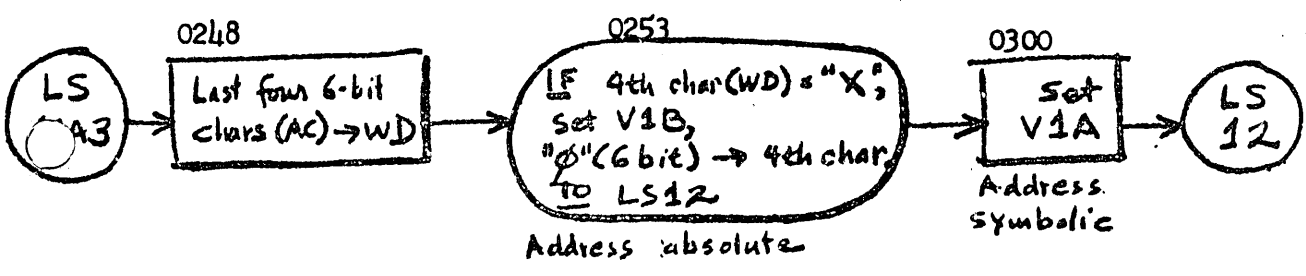 0248
0253
0300
LS
A3
Last four 6-bit
chars (AC) → WD
IF 4th char (WD) = "X",
set V1B,
"Ø" (6 bit) → 4th char.
TO LS12
Address absolute
Set
V1A
Address
symbolic
LS
12